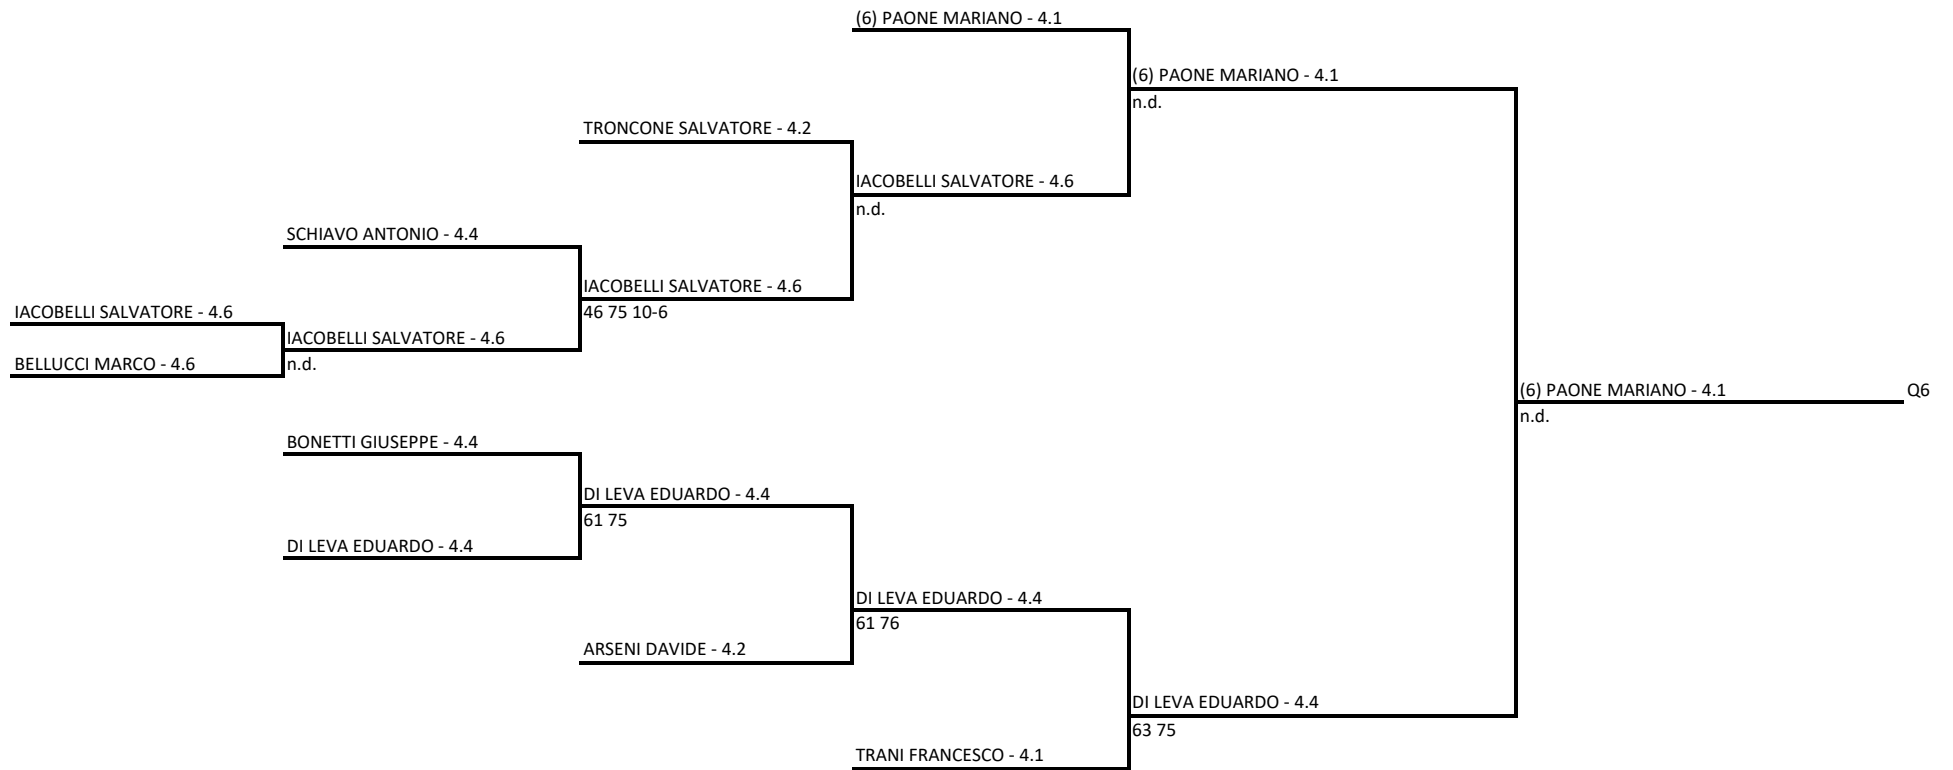 (6) PAONE MARIANO - 4.1
(6) PAONE MARIANO - 4.1
n.d.
TRONCONE SALVATORE - 4.2
IACOBELLI SALVATORE - 4.6
n.d.
SCHIAVO ANTONIO - 4.4
IACOBELLI SALVATORE - 4.6
46 75 10-6
IACOBELLI SALVATORE - 4.6
IACOBELLI SALVATORE - 4.6
n.d.
BELLUCCI MARCO - 4.6
(6) PAONE MARIANO - 4.1
Q6
n.d.
BONETTI GIUSEPPE - 4.4
DI LEVA EDUARDO - 4.4
61 75
DI LEVA EDUARDO - 4.4
DI LEVA EDUARDO - 4.4
61 76
ARSENI DAVIDE - 4.2
DI LEVA EDUARDO - 4.4
63 75
TRANI FRANCESCO - 4.1